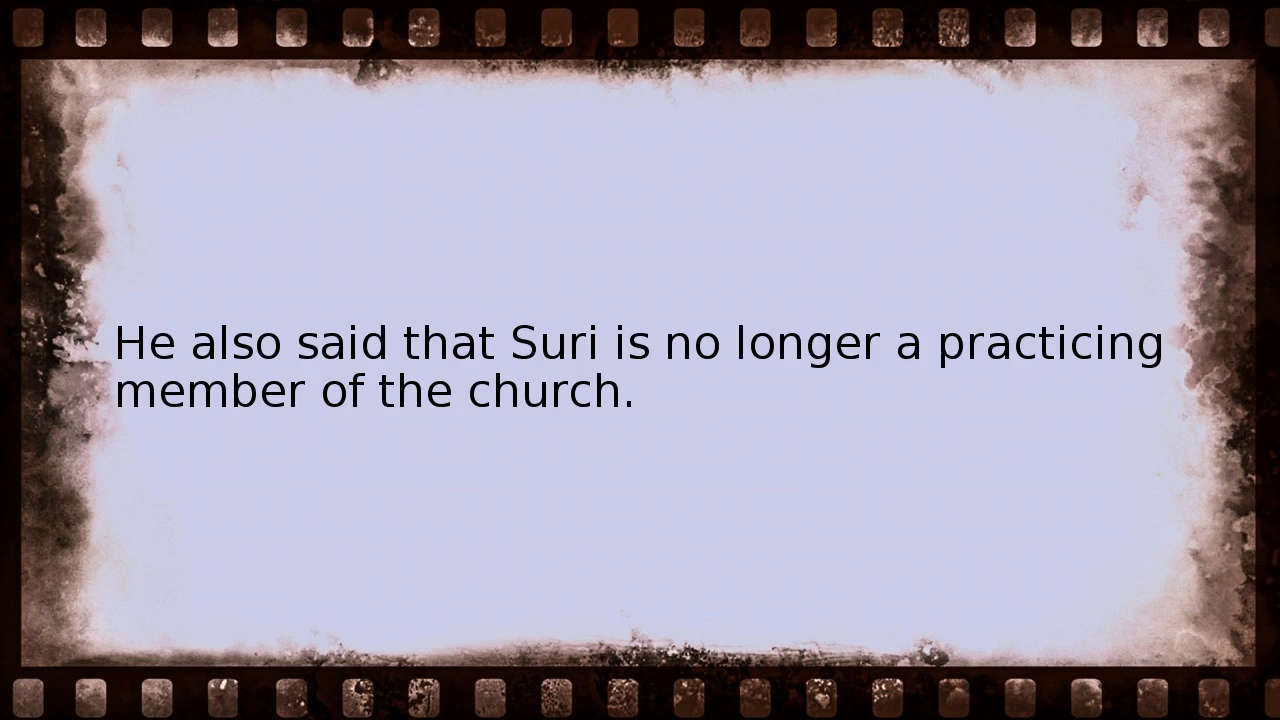 He also said that Suri is no longer a practicing
member of the church.